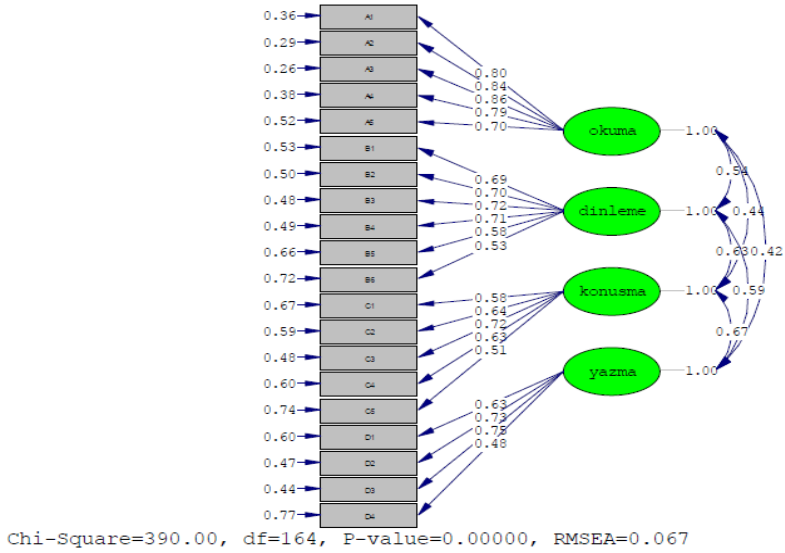 0.36 A1
0.29 A2
0.26 A3
0.38 A4
0.52 A5
0.53 B1
0.50 B2
0.48 B3
0.49 B4
0.66 B5
0.72 B6
0.67 C1
0.59 C2
0.48 C3
0.60 C4
0.74 C5
0.60 D1
0.47 D2
0.44 D3
0.77 D4
0.80
0.84
0.86
0.79
0.70
0.69
0.70
0.72
0.71
0.58
0.53
0.58
0.64
0.72
0.63
0.51
0.63
0.73
0.75
0.48
okuma 1.00
dinleme 1.00
konusma 1.00
yazma 1.00
0.54
0.44
0.63 0.42
0.59
0.67
Chi-Square=390.00, df=164, P-value=0.00000, RMSEA=0.067